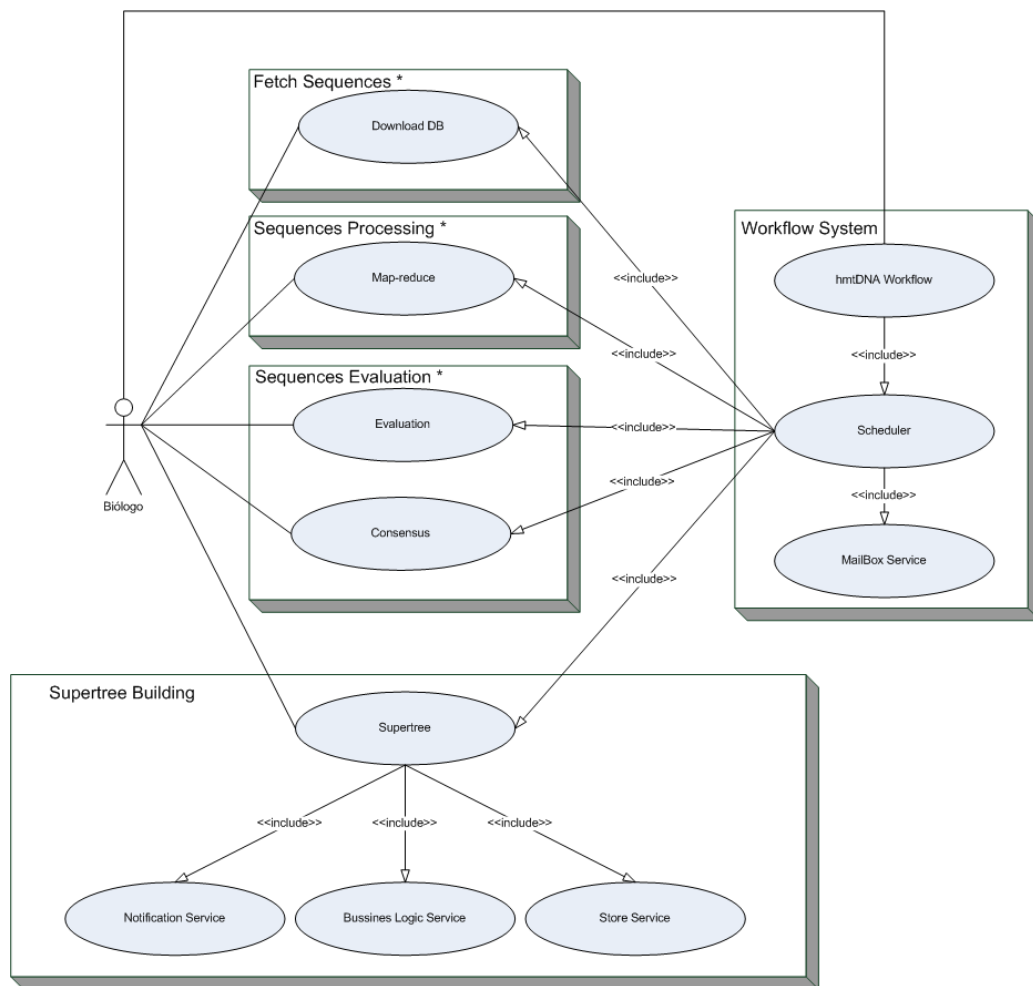 Fetch Sequences *
Download DB
Sequences Processing *
Workflow System
Map-reduce
<<include>>
hmtDNA Workflow
<<include>>
<<include>>
Sequences Evaluation *
Evaluation
<<include>>
Scheduler
Biólogo
<<include>>
<<include>>
Consensus
MailBox Service
<<include>>
Supertree Building
Supertree
<<include>>
<<include>>
<<include>>
Notification Service
Bussines Logic Service
Store Service